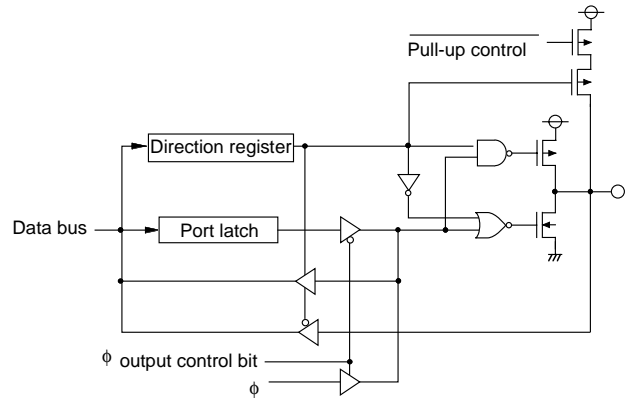 Pull-up control
Direction register
Data bus
Port latch
ϕ output control bit
ϕ